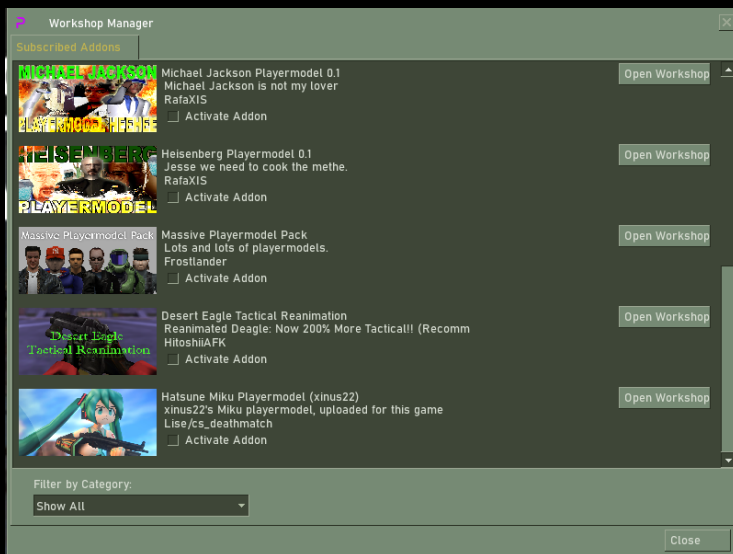 Workshop Manager
Subscribed Addons
MICHAEL JACKSON
PLAYERMODEL HEHEHE
Michael Jackson Playermodel 0.1
Michael Jackson is not my lover
RafaXIS
Activate Addon
Open Workshop
HEISENBERG
PLAYERMODEL
Heisenberg Playermodel 0.1
Jesse we need to cook the methe.
RafaXIS
Activate Addon
Open Workshop
Massive Playermodel Pack
Massive Playermodel Pack
Lots and lots of playermodels.
Frostlander
Activate Addon
Open Workshop
Desert Eagle
Tactical Reanimation
Desert Eagle Tactical Reanimation
Reanimated Deagle: Now 200% More Tactical!! (Recomm
HitoshiiAFK
Activate Addon
Open Workshop
Hatsune Miku Playermodel (xinus22)
xinus22's Miku playermodel, uploaded for this game
Lise/cs_deathmatch
Activate Addon
Open Workshop
Filter by Category:
Show All
Close